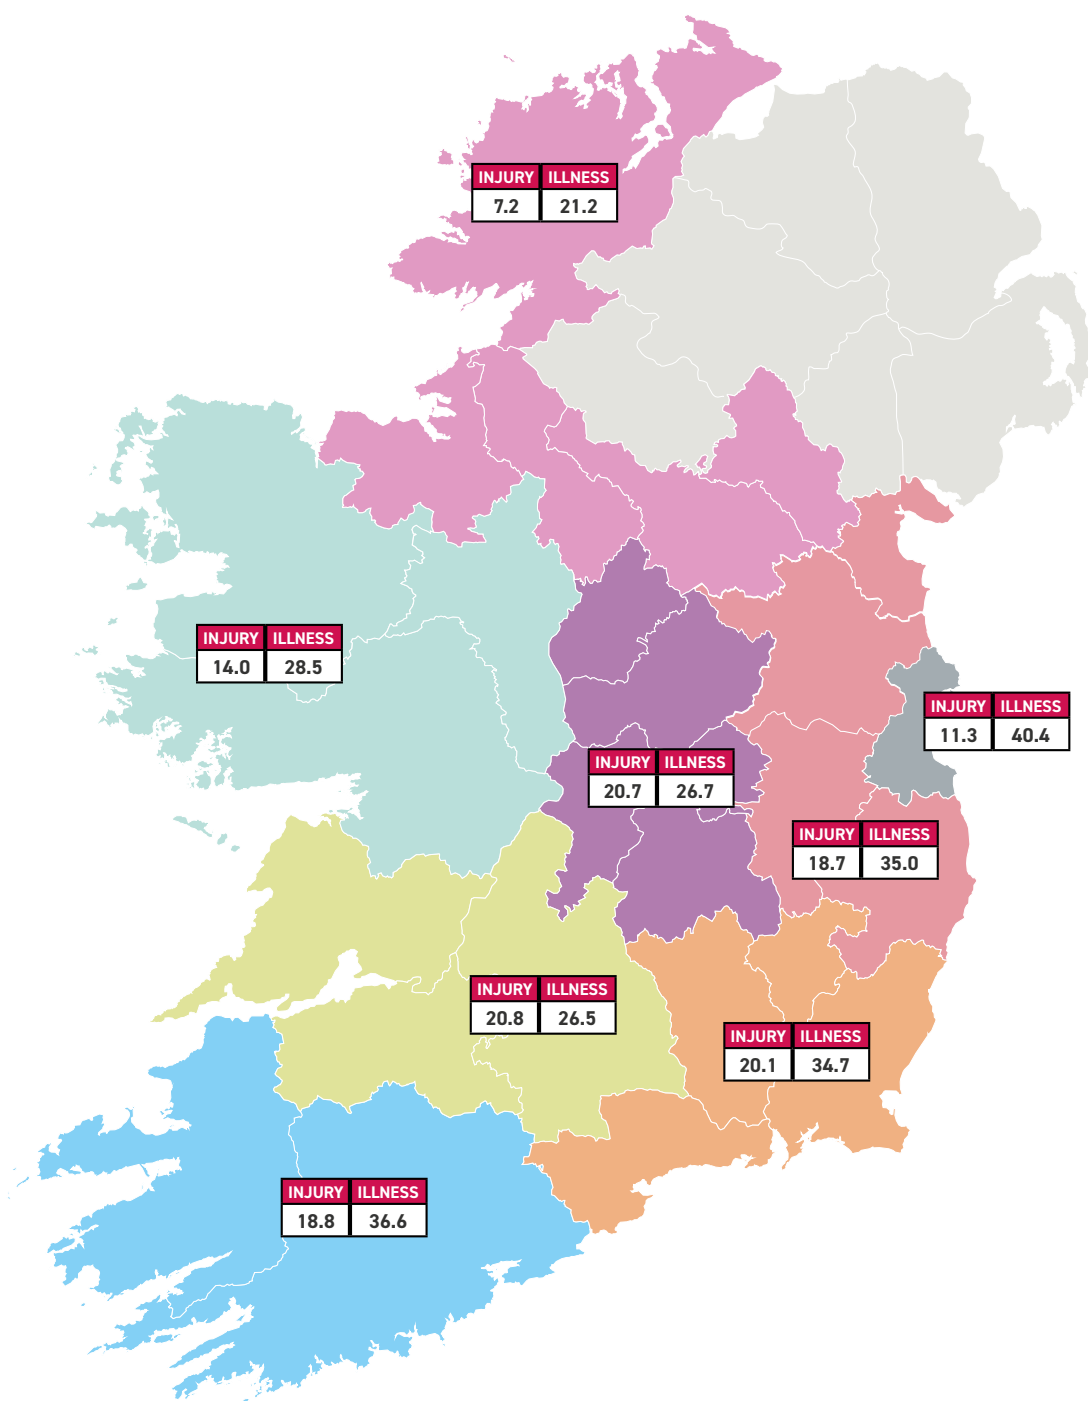 INJURY ILLNESS
7.2 21.2
INJURY ILLNESS
14.0 28.5
INJURY ILLNESS
11.3 40.4
INJURY ILLNESS
20.7 26.7
INJURY ILLNESS
18.7 35.0
INJURY ILLNESS
20.8 26.5
INJURY ILLNESS
20.1 34.7
INJURY ILLNESS
18.8 36.6